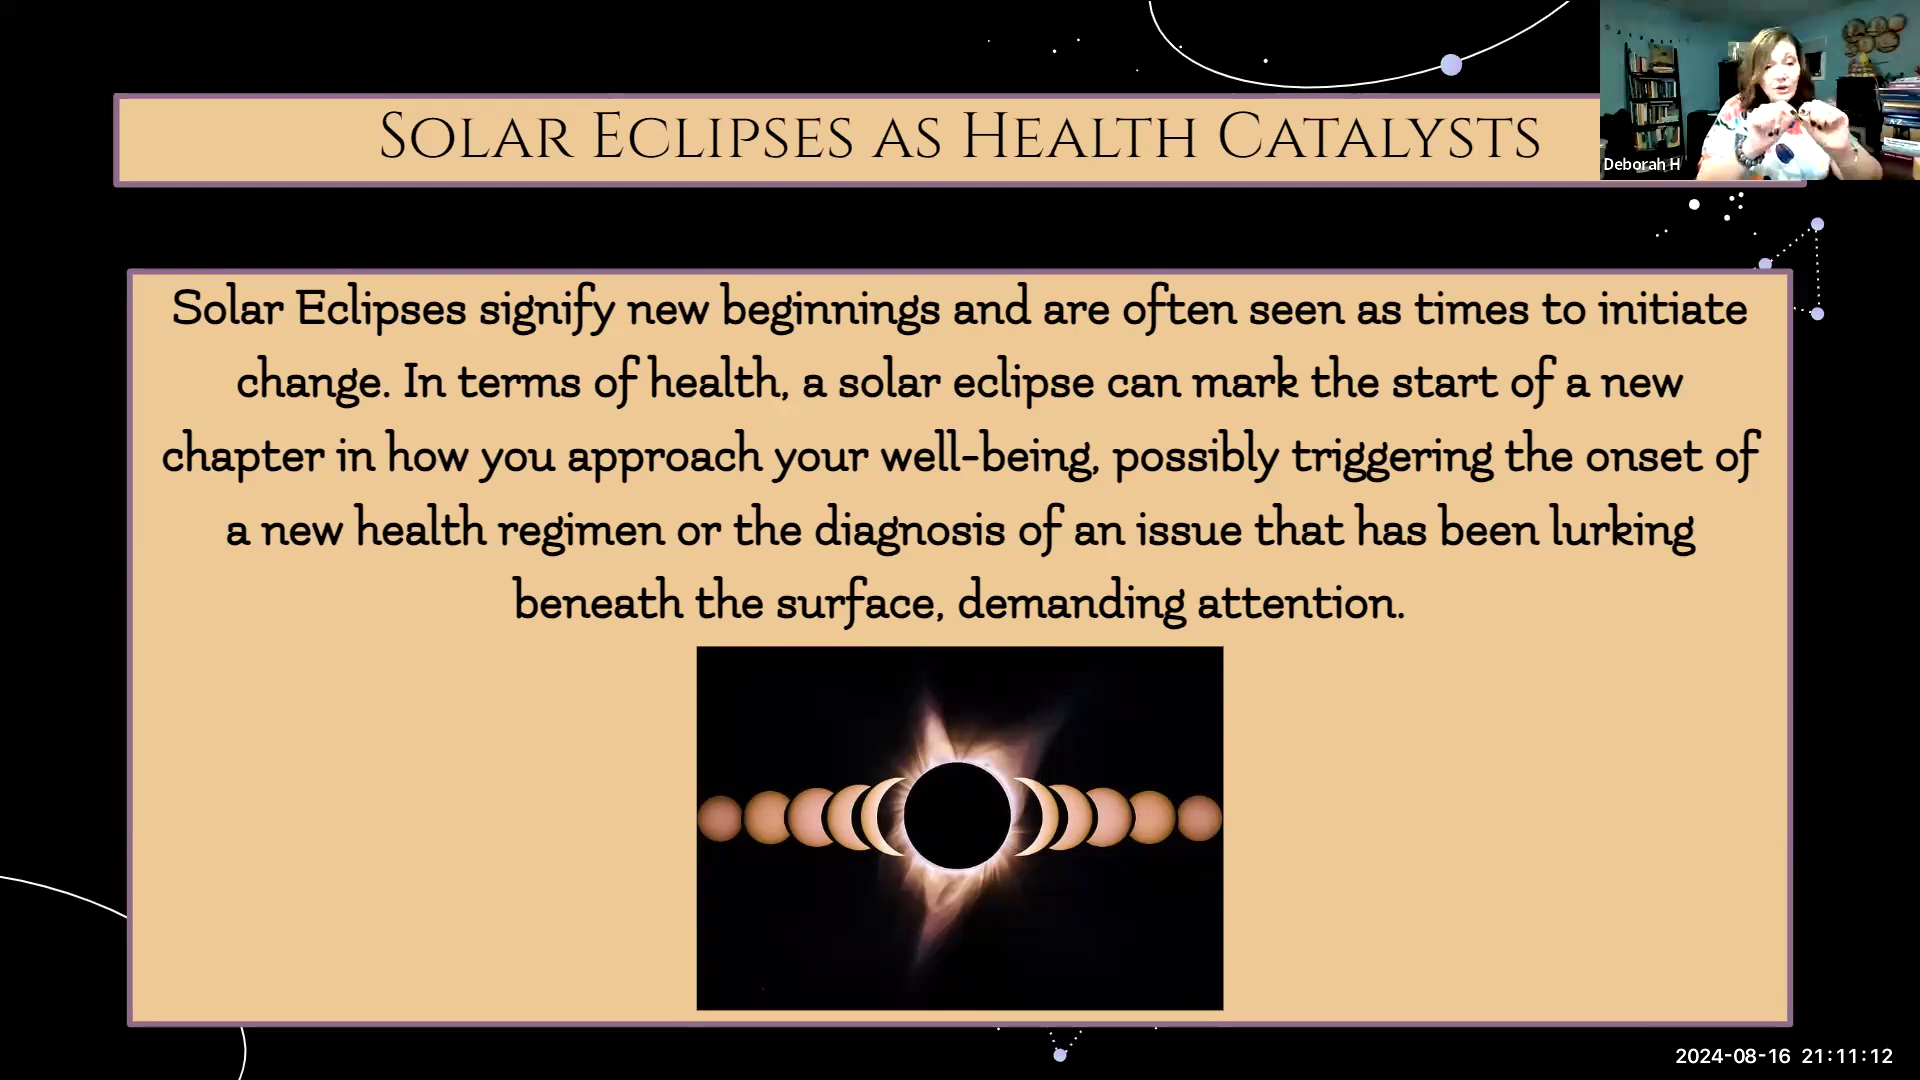 Solar Eclipses as Health Catalysts
Deborah H
Solar Eclipses signify new beginnings and are often seen as times to initiate
change. In terms of health, a solar eclipse can mark the start of a new
chapter in how you approach your well-being, possibly triggering the onset of
a new health regimen or the diagnosis of an issue that has been lurking
beneath the surface, demanding attention.
2024-08-16 21:11:12